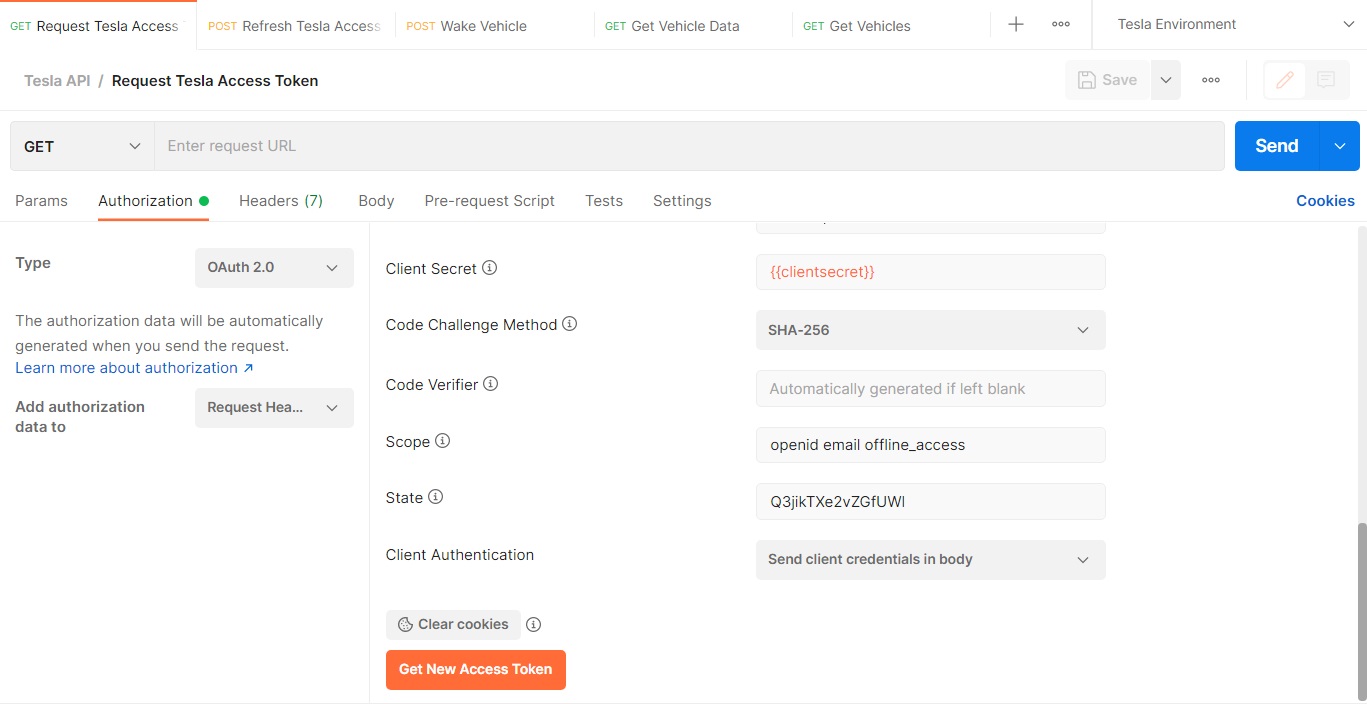 GET Request Tesla Access POST Refresh Tesla Access POST Wake Vehicle GET Get Vehicle Data GET Get Vehicles Tesla Environment
Tesla API / Request Tesla Access Token Save
GET Enter request URL Send
Params Authorization Headers (7) Body Pre-request Script Tests Settings Cookies
Type OAuth 2.0
The authorization data will be automatically
generated when you send the request.
Learn more about authorization ↗
Add authorization
data to
Request Hea...
Client Secret {{clientsecret}}
Code Challenge Method SHA-256
Code Verifier Automatically generated if left blank
Scope openid email offline_access
State Q3jikTXe2vZGfUWl
Client Authentication Send client credentials in body
Clear cookies
Get New Access Token